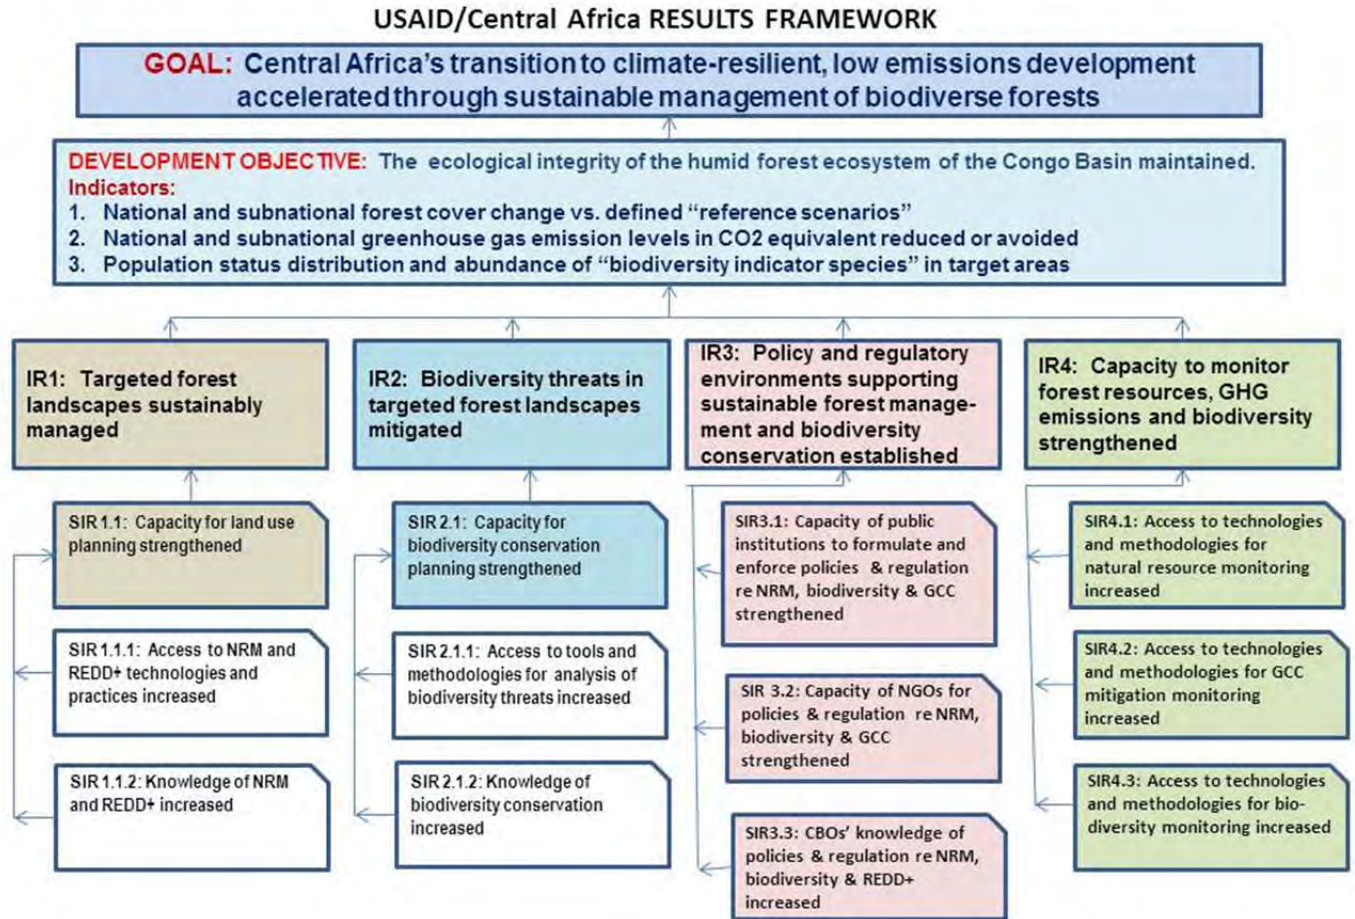 USAID/Central Africa RESULTS FRAMEWORK
GOAL: Central Africa's transition to climate-resilient, low emissions development
accelerated through sustainable management of biodiverse forests
DEVELOPMENT OBJECTIVE: The ecological integrity of the humid forest ecosystem of the Congo Basin maintained.
Indicators:
1. National and subnational forest cover change vs. defined “reference scenarios”
2. National and subnational greenhouse gas emission levels in CO2 equivalent reduced or avoided
3. Population status distribution and abundance of “biodiversity indicator species” in target areas
IR1: Targeted forest
landscapes sustainably
managed
IR2: Biodiversity threats in
targeted forest landscapes
mitigated
IR3: Policy and regulatory
environments supporting
sustainable forest manage-
ment and biodiversity
conservation established
IR4: Capacity to monitor
forest resources, GHG
emissions and biodiversity
strengthened
SIR 1.1: Capacity for land use
planning strengthened
SIR 1.1.1: Access to NRM and
REDD+ technologies and
practices increased
SIR 1.1.2: Knowledge of NRM
and REDD+ increased
SIR 2.1: Capacity for
biodiversity conservation
planning strengthened
SIR 2.1.1: Access to tools and
methodologies for analysis of
biodiversity threats increased
SIR 2.1.2: Knowledge of
biodiversity conservation
increased
SIR3.1: Capacity of public
institutions to formulate and
enforce policies & regulation
re NRM, biodiversity & GCC
strengthened
SIR 3.2: Capacity of NGOs for
policies & regulation re NRM,
biodiversity & GCC
strengthened
SIR3.3: CBOs' knowledge of
policies & regulation re NRM,
biodiversity & REDD+
increased
SIR4.1: Access to technologies
and methodologies for
natural resource monitoring
increased
SIR4.2: Access to technologies
and methodologies for GCC
mitigation monitoring
increased
SIR4.3: Access to technologies
and methodologies for bio-
diversity monitoring increased